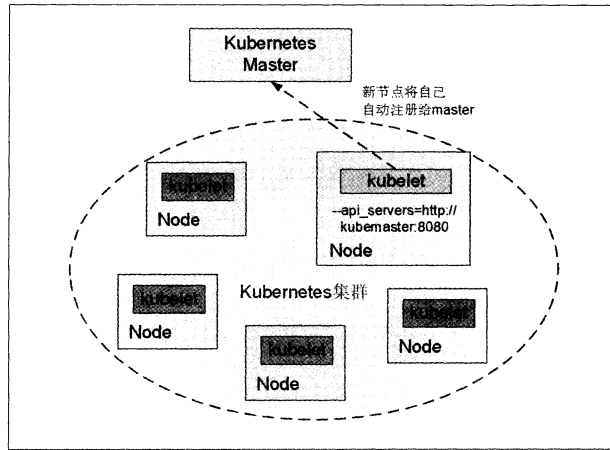 Kubernetes
Master
新节点将自己
自动注册给master
kubelet
Node
kubelet
--api_servers=http://
kubemaster:8080
Node
kubelet
Node
Kubernetes集群
kubelet
Node
kubelet
Node